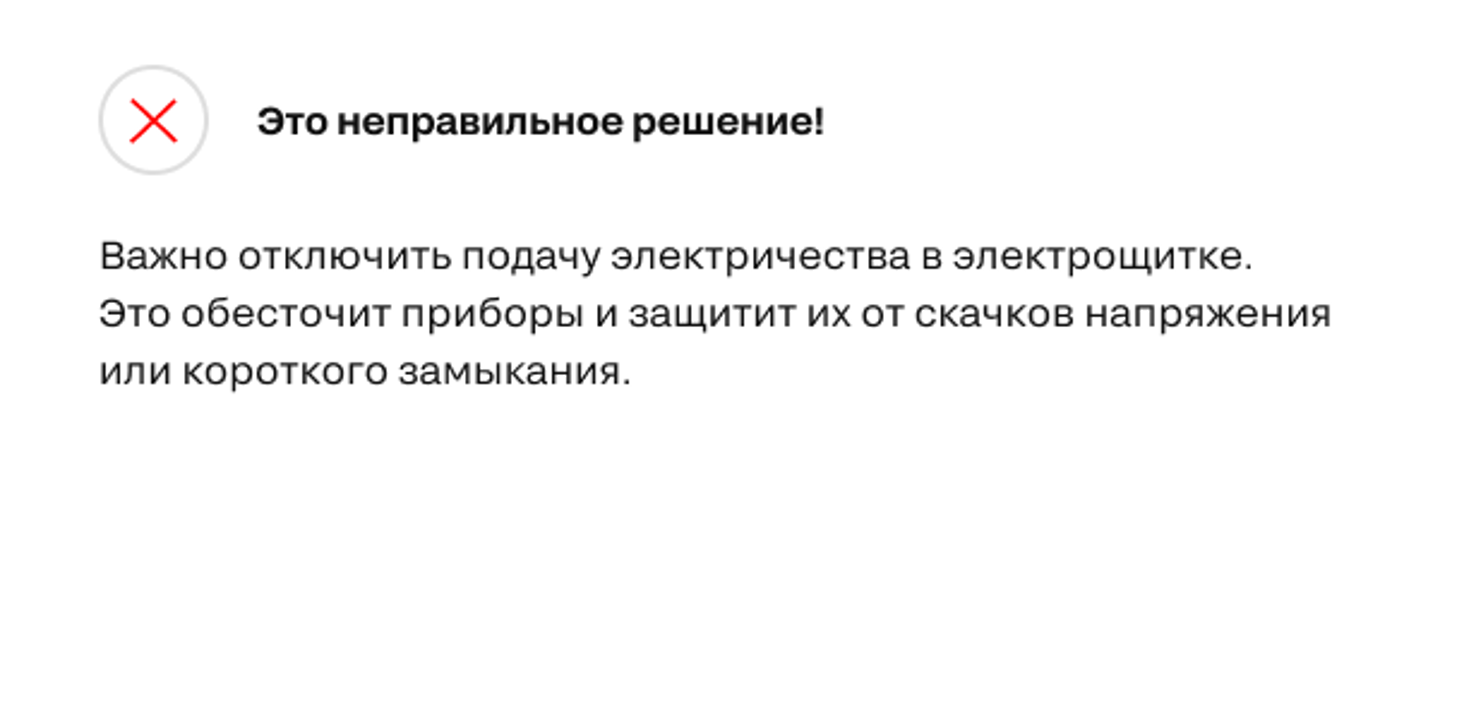 Это неправильное решение!
Важно отключить подачу электричества в электрощитке.
Это обесточит приборы и защитит их от скачков напряжения
или короткого замыкания.